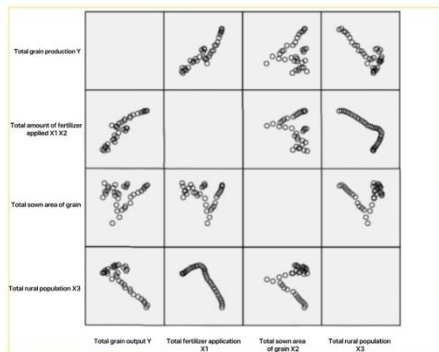 Total grain production Y
Total amount of fertilizer
applied X1 X2
Total sown area of grain
Total rural population X3
Total grain output Y
Total fertilizer application
X1
Total sown area
of grain X2
Total rural population
X3